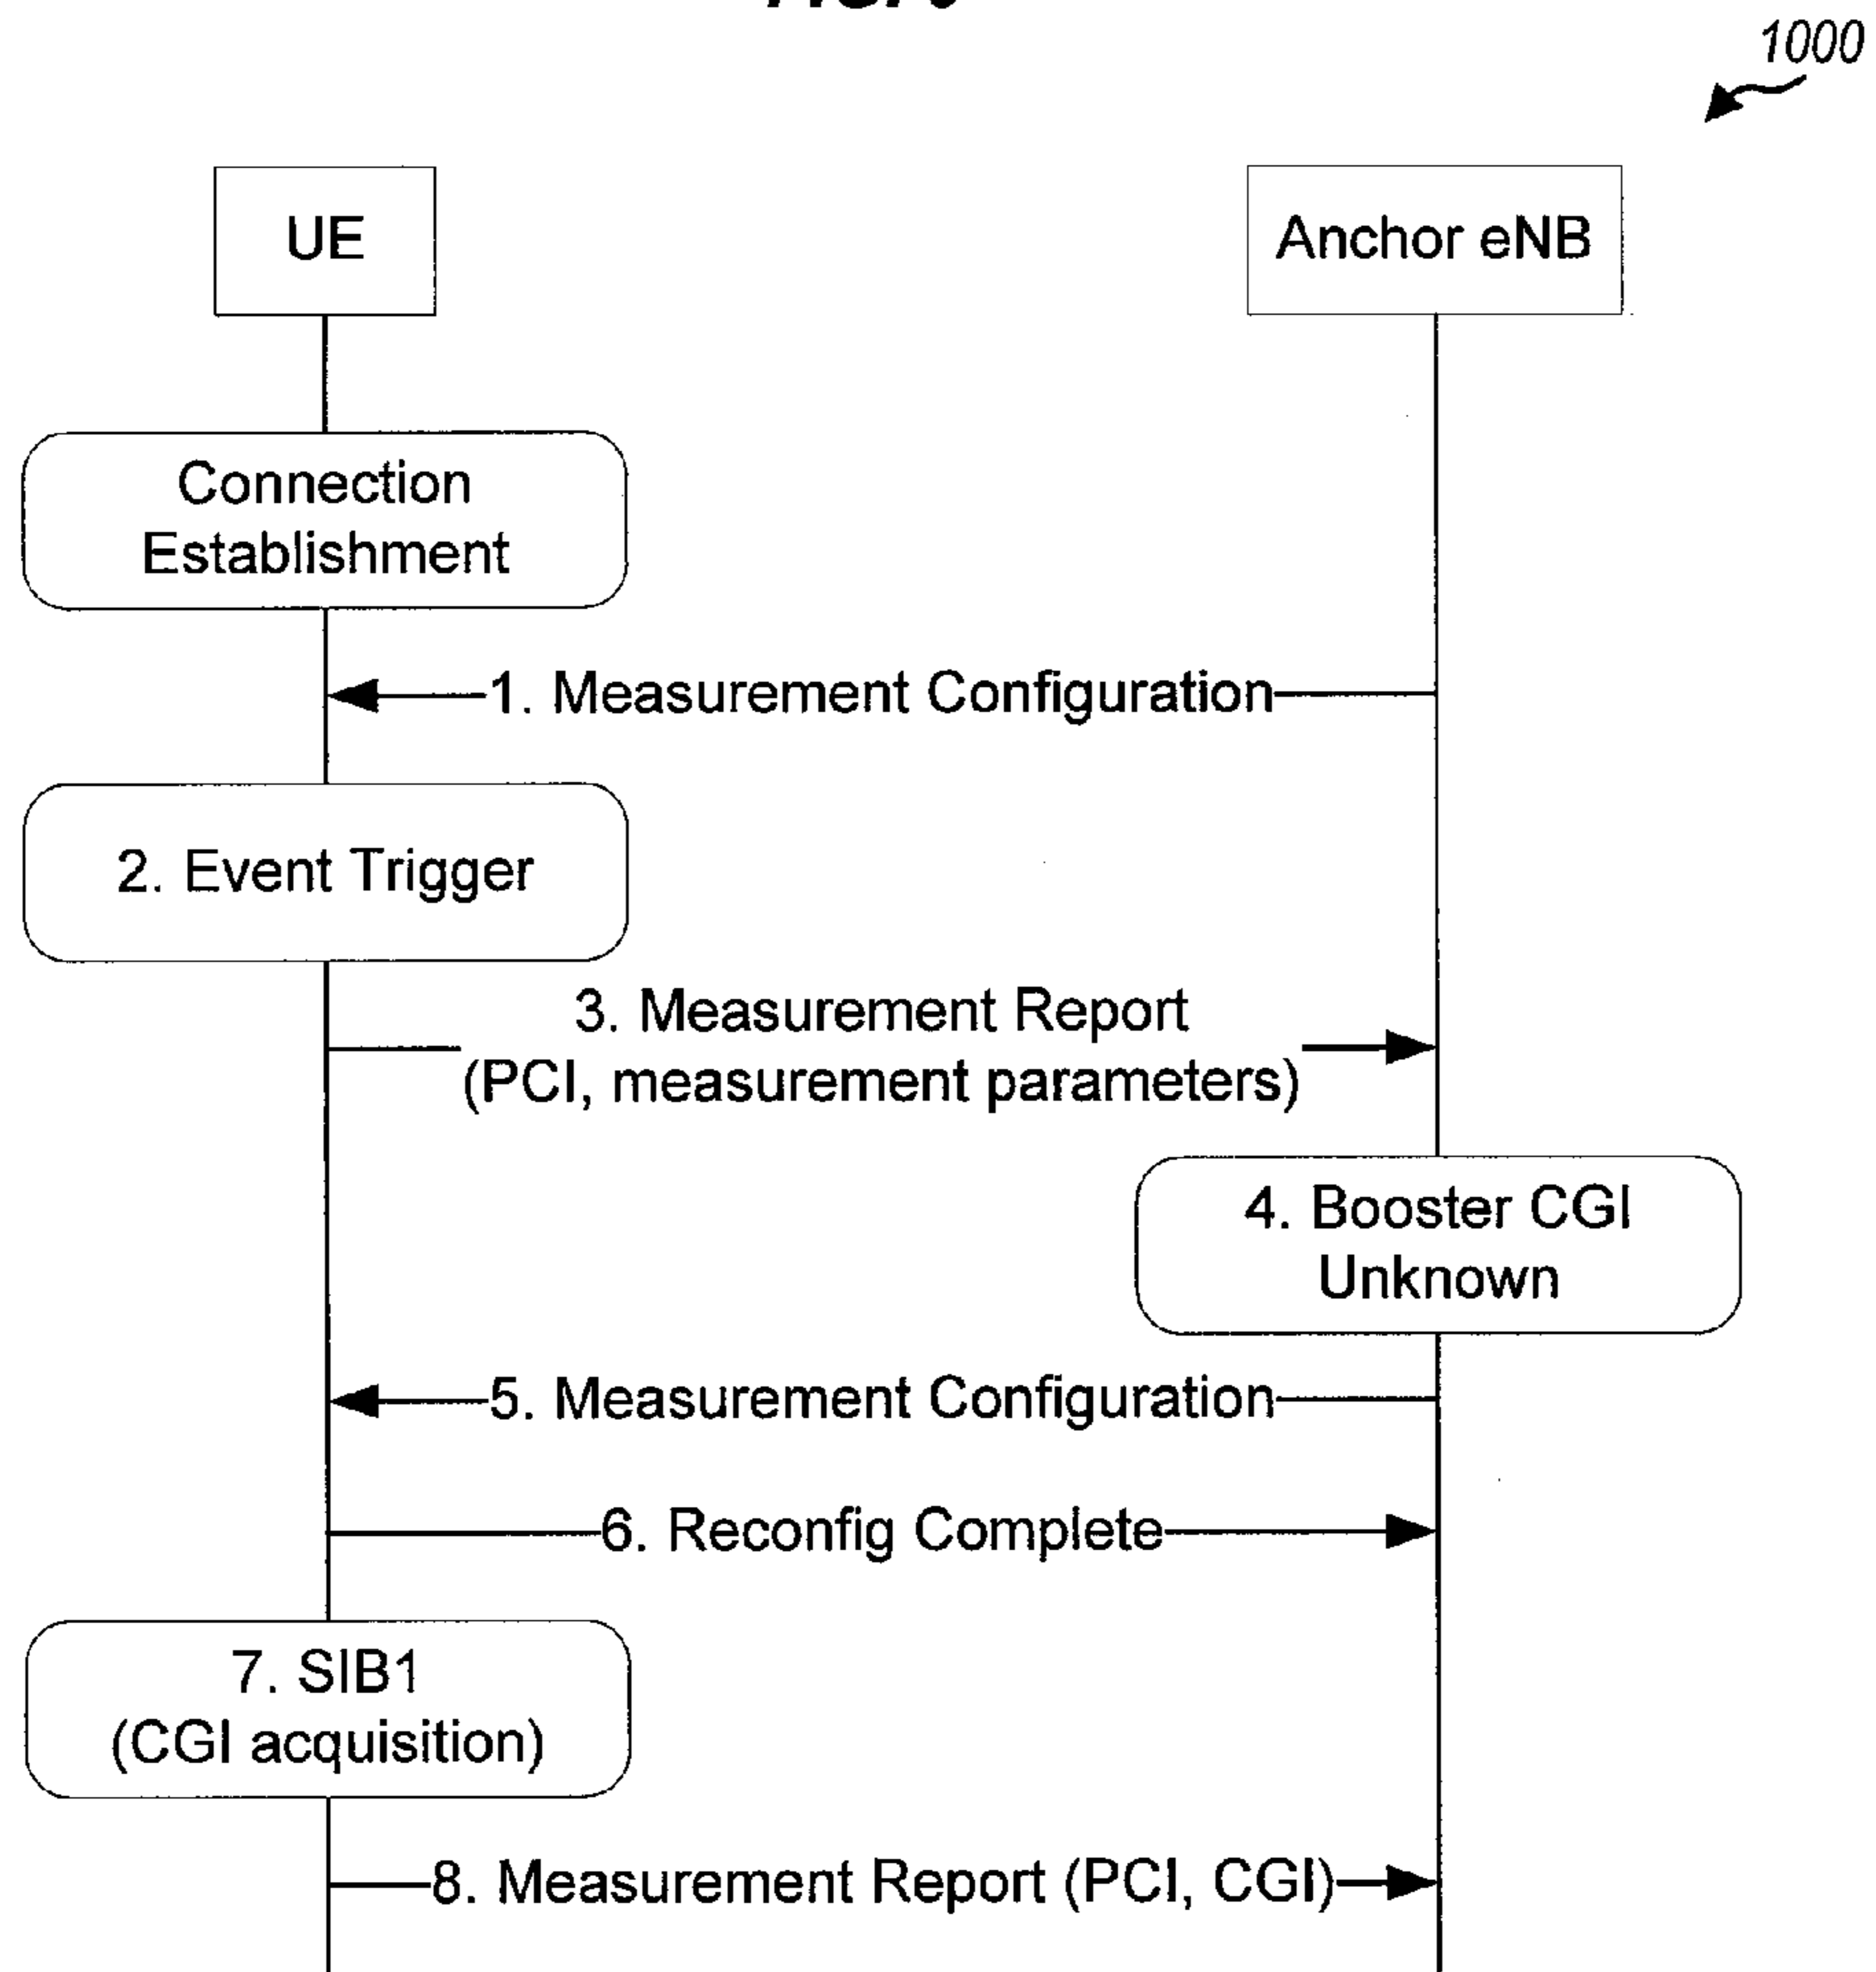 1000
UE
Anchor eNB
Connection
Establishment
1. Measurement Configuration
2. Event Trigger
3. Measurement Report
(PCI, measurement parameters)
4. Booster CGI
Unknown
5. Measurement Configuration
6. Reconfig Complete
7. SIB1
(CGI acquisition)
8. Measurement Report (PCI, CGI)